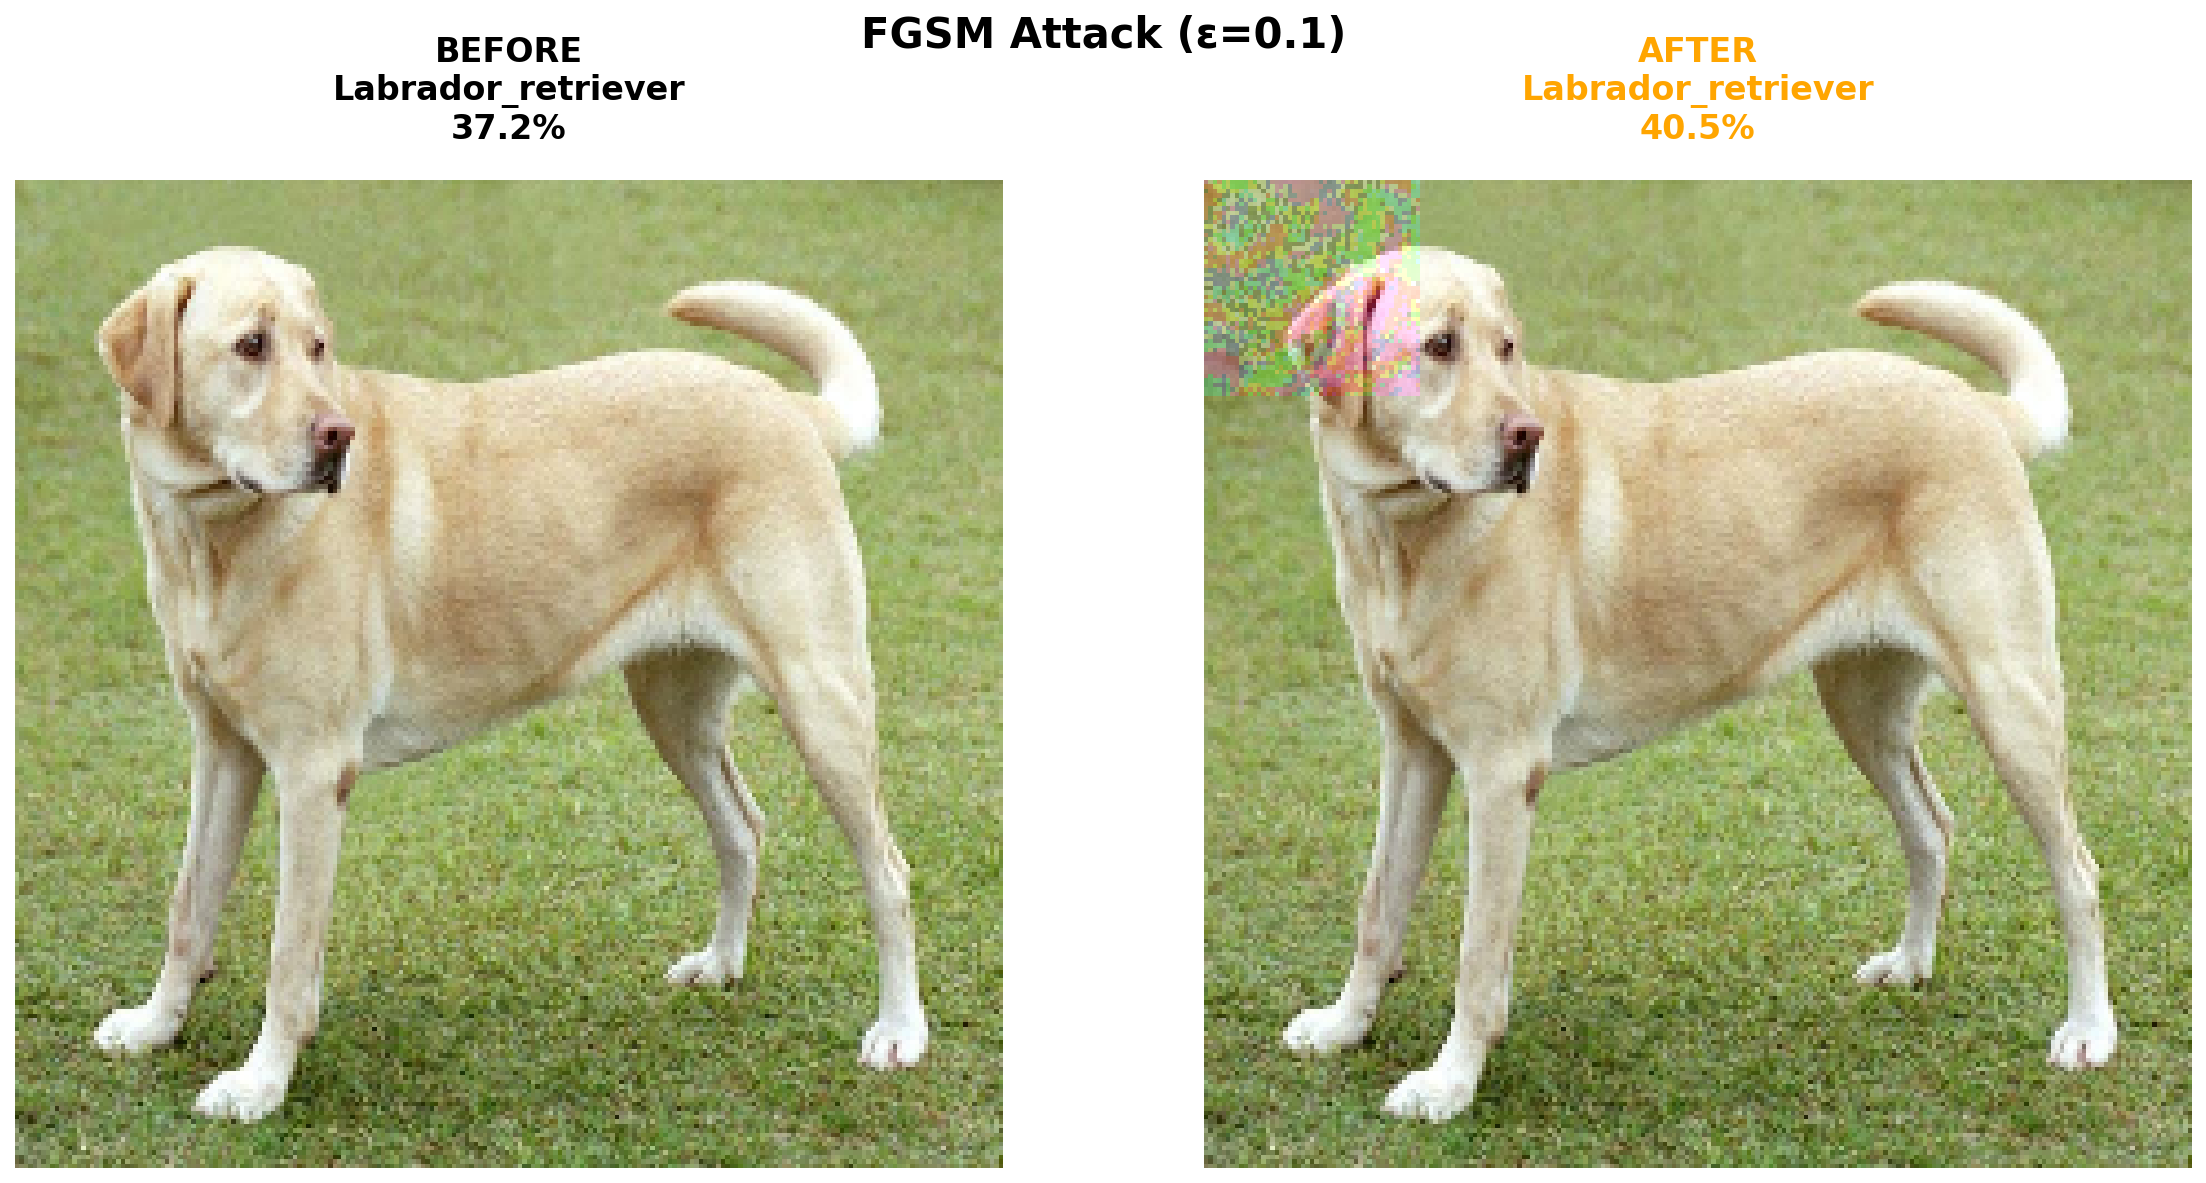 FGSM Attack (ε=0.1)
BEFORE
Labrador_retriever
37.2%
AFTER
Labrador_retriever
40.5%